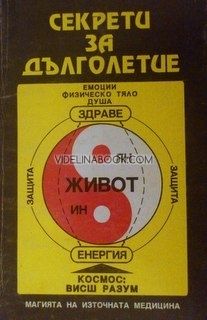 СЕКРЕТИ
ЗА
ДЪЛГОЛЕТИЕ
ЕМОЦИИ
ФИЗИЧЕСКО ТЯЛО
ДУША
ЗДРАВЕ
VIDELINABOOK.COM
ЯН
ЗАЩИТА
ЖИВОТ
ЗАЩИТА
ИН
ЕНЕРГИЯ
КОСМОС:
ВИСШ РАЗУМ
МАГИЯТА НА ИЗТОЧНАТА МЕДИЦИНА